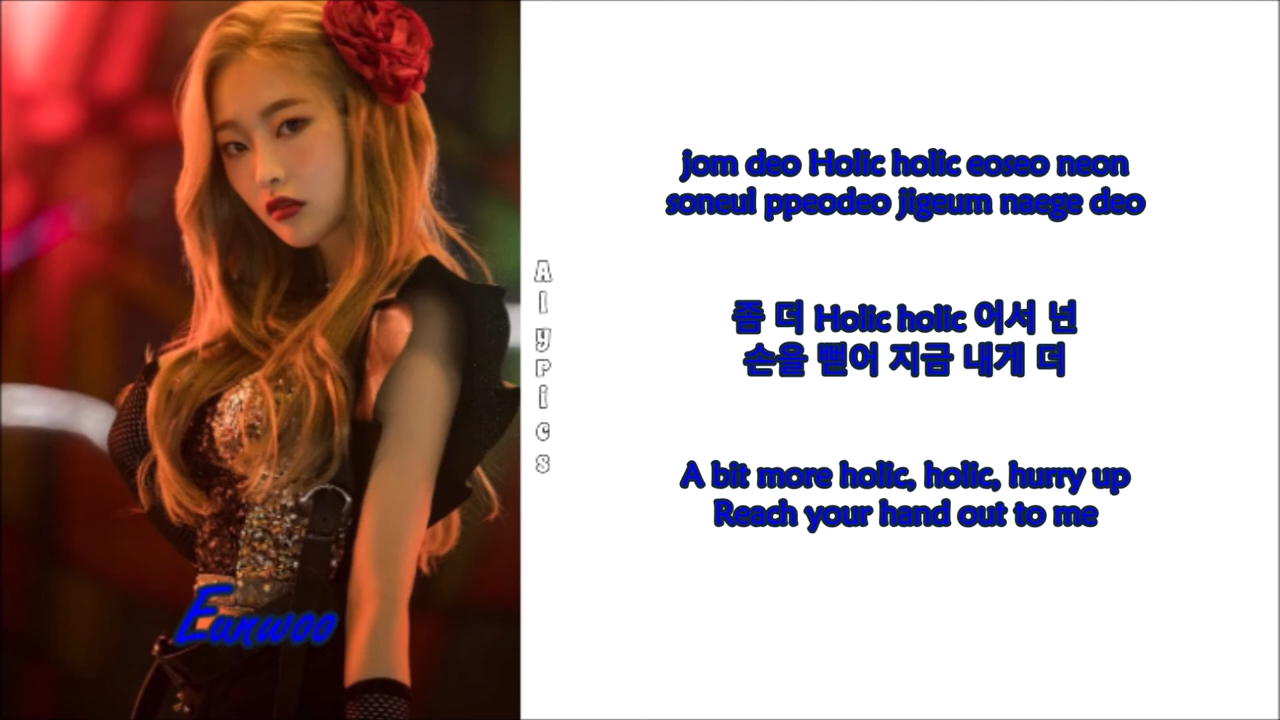 jom deo Holic holic eoseo neon
soneul ppeodeo jigeum naege deo
좀 더 Holic holic 어서 넌
손을 뻗어 지금 내게 더
A bit more holic, holic, hurry up
Reach your hand out to me
Alyrics
Eunwoo